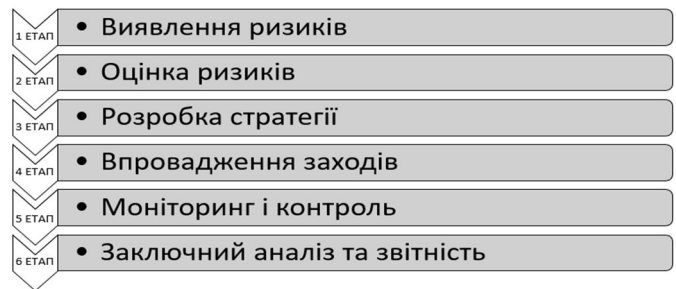 1 ЕТАП • Виявлення ризиків
2 ЕТАП • Оцінка ризиків
3 ЕТАП • Розробка стратегії
4 ЕТАП • Впровадження заходів
5 ЕТАП • Моніторинг і контроль
6 ЕТАП • Заключний аналіз та звітність